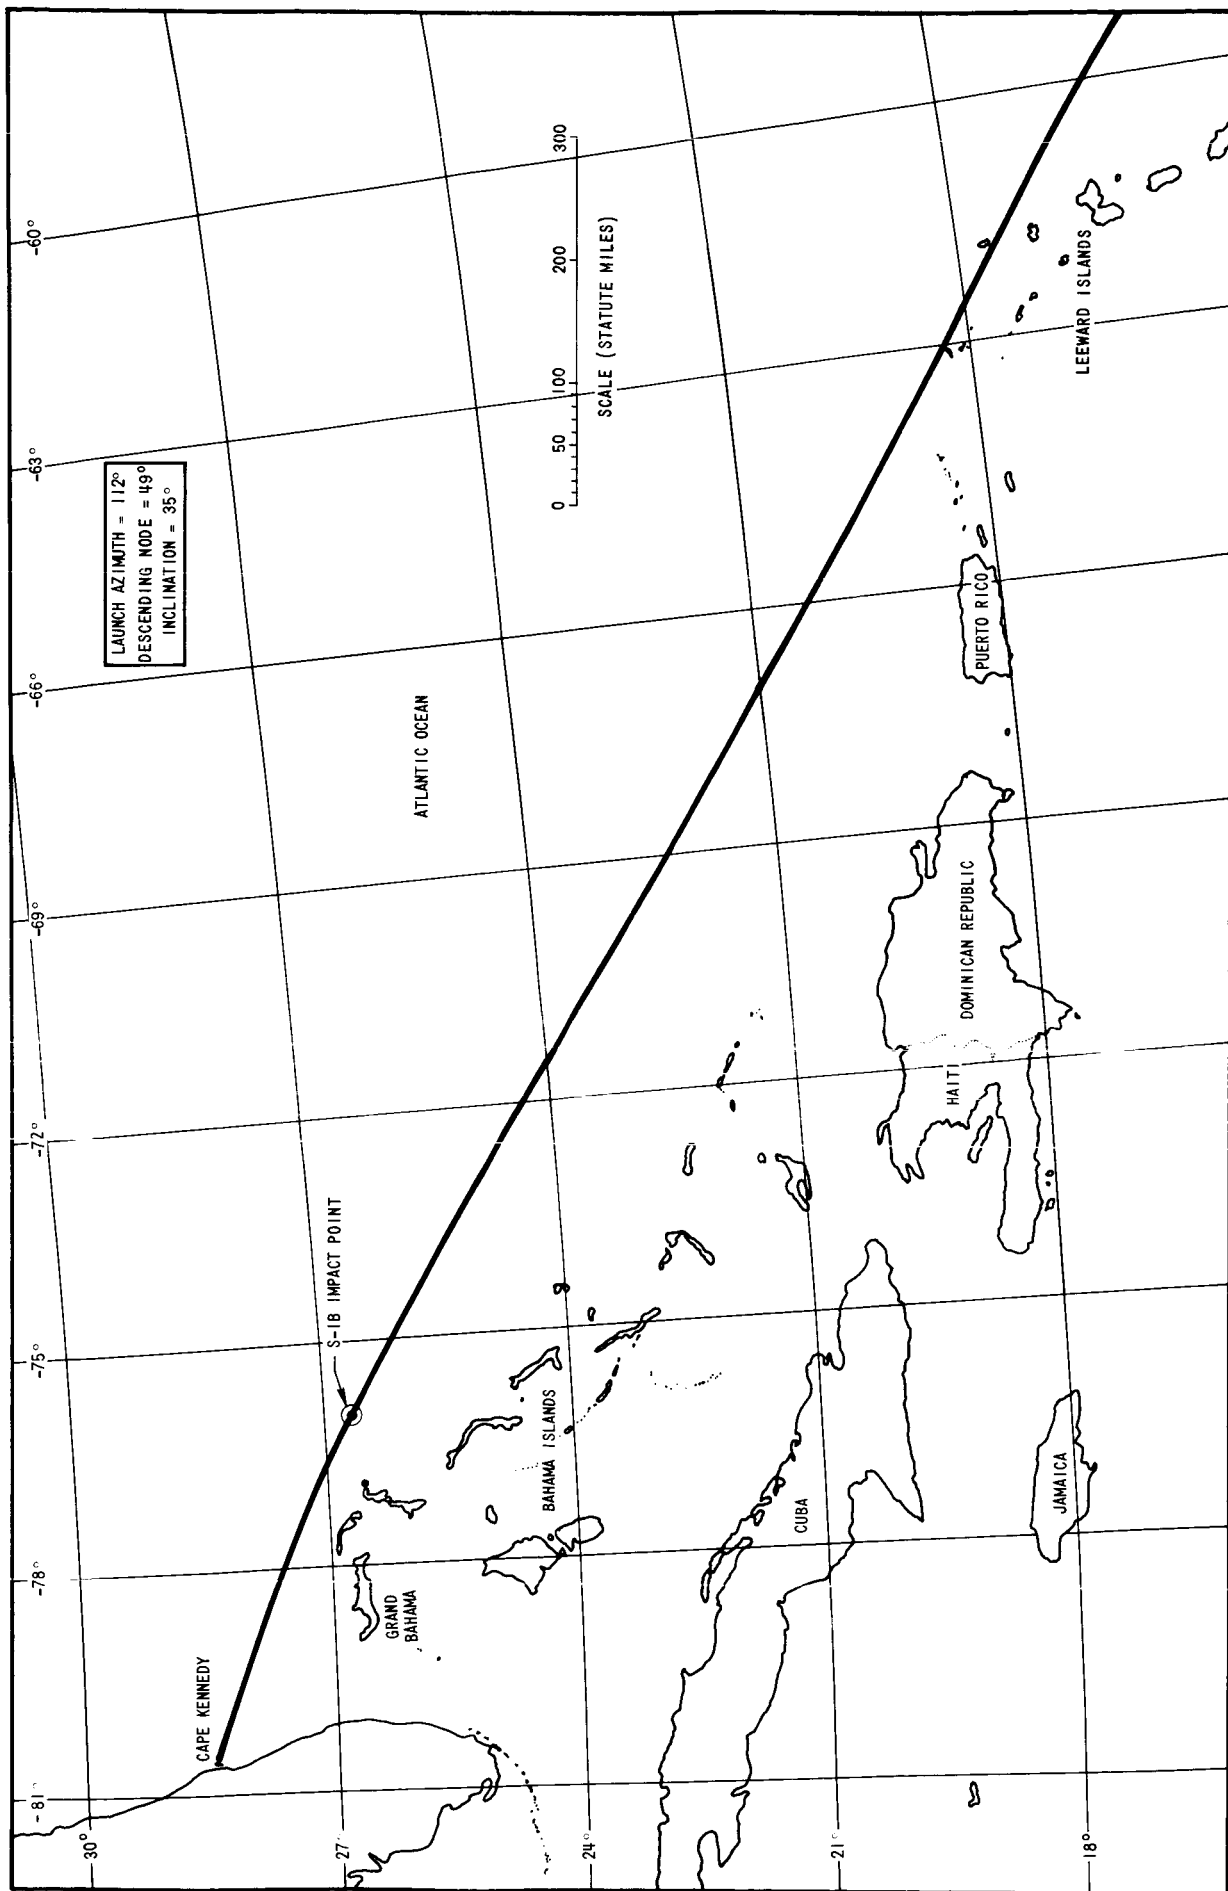 -60°
-63°
-66°
-69°
-72°
-75°
-78°
-81°
30°
27
24
21
18
LAUNCH AZIMUTH = 112°
DESCENDING NODE = 49°
INCLINATION = 35°
0 50 100 200 300
SCALE (STATUTE MILES)
ATLANTIC OCEAN
S-IB IMPACT POINT
CAPE KENNEDY
GRAND
BAHAMA
BAHAMA ISLANDS
CUBA
JAMAICA
HAITI
DOMINICAN REPUBLIC
PUERTO RICO
LEEWARD ISLANDS